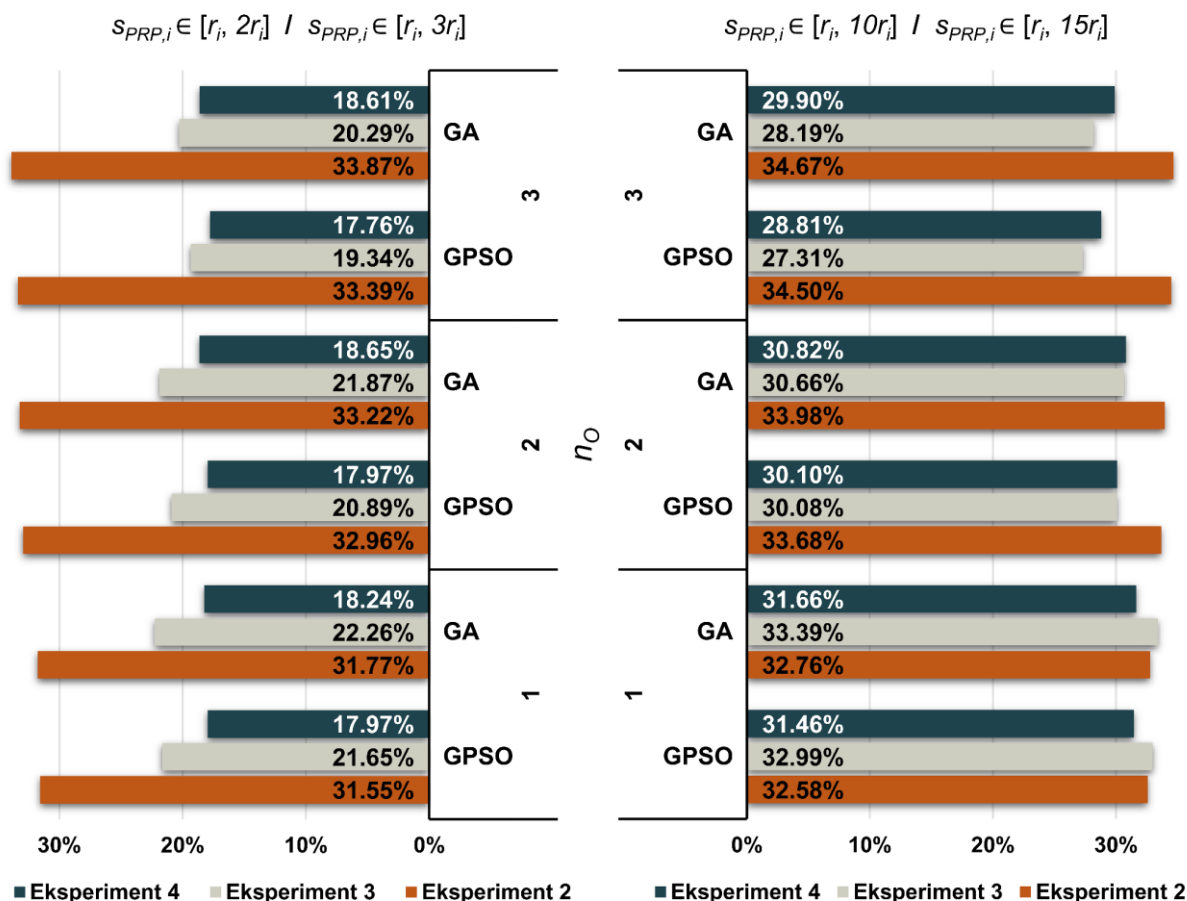 s_PRP,i ∈ [r_i, 2r_i] / s_PRP,i ∈ [r_i, 3r_i]
18.61%
20.29%
33.87%
GA
17.76%
19.34%
33.39%
GPSO
3
18.65%
21.87%
33.22%
GA
17.97%
20.89%
32.96%
GPSO
2
18.24%
22.26%
31.77%
GA
17.97%
21.65%
31.55%
GPSO
1
30% 20% 10% 0%
Eksperiment 4 Eksperiment 3 Eksperiment 2
n_O
s_PRP,i ∈ [r_i, 10r_i] / s_PRP,i ∈ [r_i, 15r_i]
3
GA
29.90%
28.19%
34.67%
GPSO
28.81%
27.31%
34.50%
2
GA
30.82%
30.66%
33.98%
GPSO
30.10%
30.08%
33.68%
1
GA
31.66%
33.39%
32.76%
GPSO
31.46%
32.99%
32.58%
0% 10% 20% 30%
Eksperiment 4 Eksperiment 3 Eksperiment 2